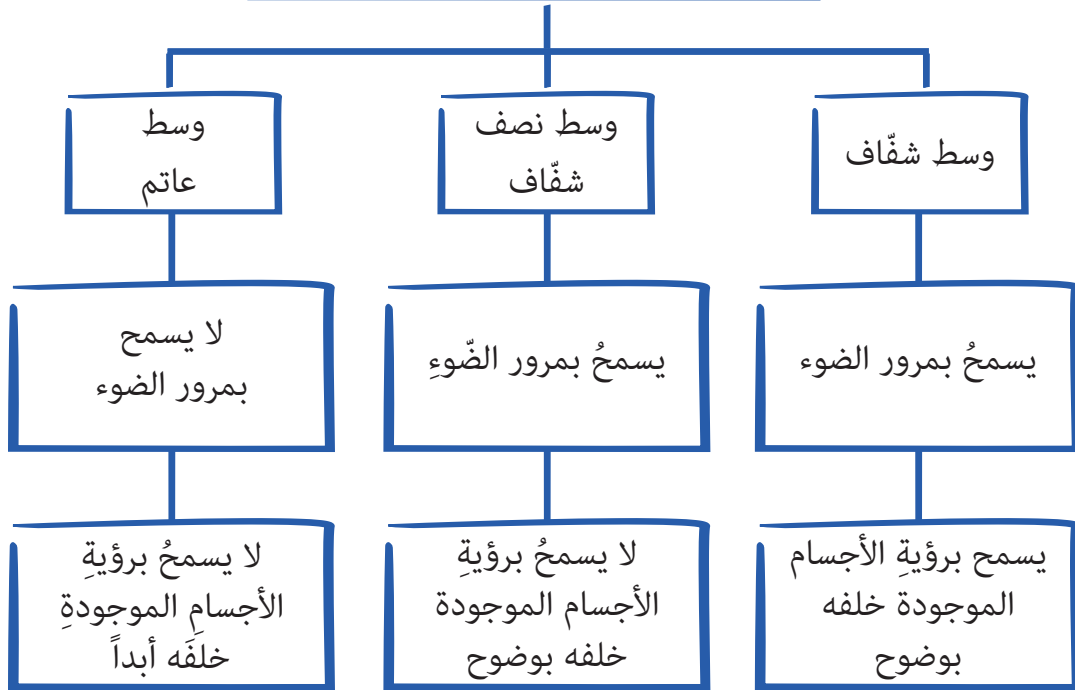 وسط شفّاف
وسط نصف
شفّاف
وسط
عاتم
يسمحُ بمرور الضوء
يسمحُ بمرور الضّوءِ
لا يسمح
بمرور الضوء
يسمح برؤيةِ الأجسام
الموجودة خلفه
بوضوح
لا يسمحُ برؤيةِ
الأجسام الموجودة
خلفه بوضوح
لا يسمحُ برؤيةِ
الأجسامِ الموجودةِ
خلفَه أبداً